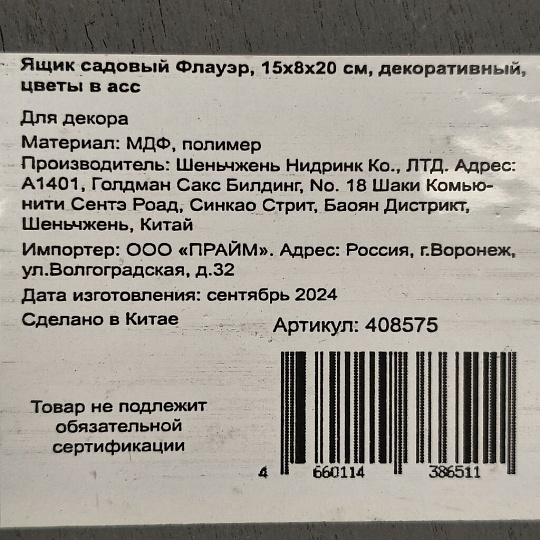 Ящик садовый Флауэр, 15х8х20 см, декоративный,
цветы в асс
Для декора
Материал: МДФ, полимер
Производитель: Шеньчжень Нидринк Ко., ЛТД. Адрес:
А1401, Голдман Сакс Билдинг, No. 18 Шаки Комью-
нити Сентэ Роад, Синкао Стрит, Баоян Дистрикт,
Шеньчжень, Китай
Импортер: ООО «ПРАЙМ». Адрес: Россия, г.Воронеж,
ул.Волгоградская, д.32
Дата изготовления: сентябрь 2024
Сделано в Китае
Артикул: 408575
Товар не подлежит
обязательной
сертификации
4 660114 386511